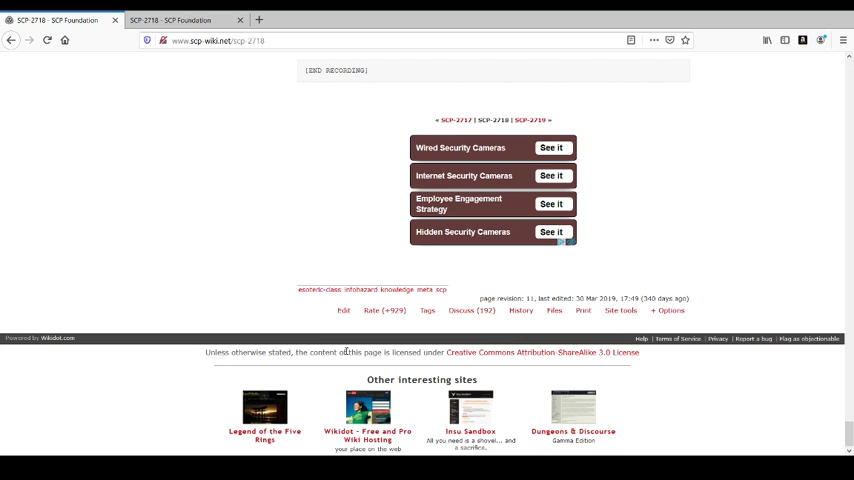 SCP-2718 - SCP Foundation
SCP-2718 - SCP Foundation
www.scp-wiki.net/scp-2718
[END RECORDING]
« SCP-2717 | SCP-2718 | SCP-2719 »
Wired Security Cameras See it
Internet Security Cameras See it
Employee Engagement
Strategy See it
Hidden Security Cameras See it
esoteric-class infohazard knowledge meta scp
page revision: 11, last edited: 30 Mar 2019, 17:49 (340 days ago)
Edit Rate (+929) Tags Discuss (192) History Files Print Site tools + Options
Powered by Wikidot.com Help | Terms of Service | Privacy | Report a bug | Flag as objectionable
Unless otherwise stated, the content of this page is licensed under Creative Commons Attribution-ShareAlike 3.0 License
Other interesting sites
Legend of the Five
Rings
Wikidot - Free and Pro
Wiki Hosting
your place on the web
Insu Sandbox
All you need is a shovel... and
a sacrifice.
Dungeons & Discourse
Gamma Edition